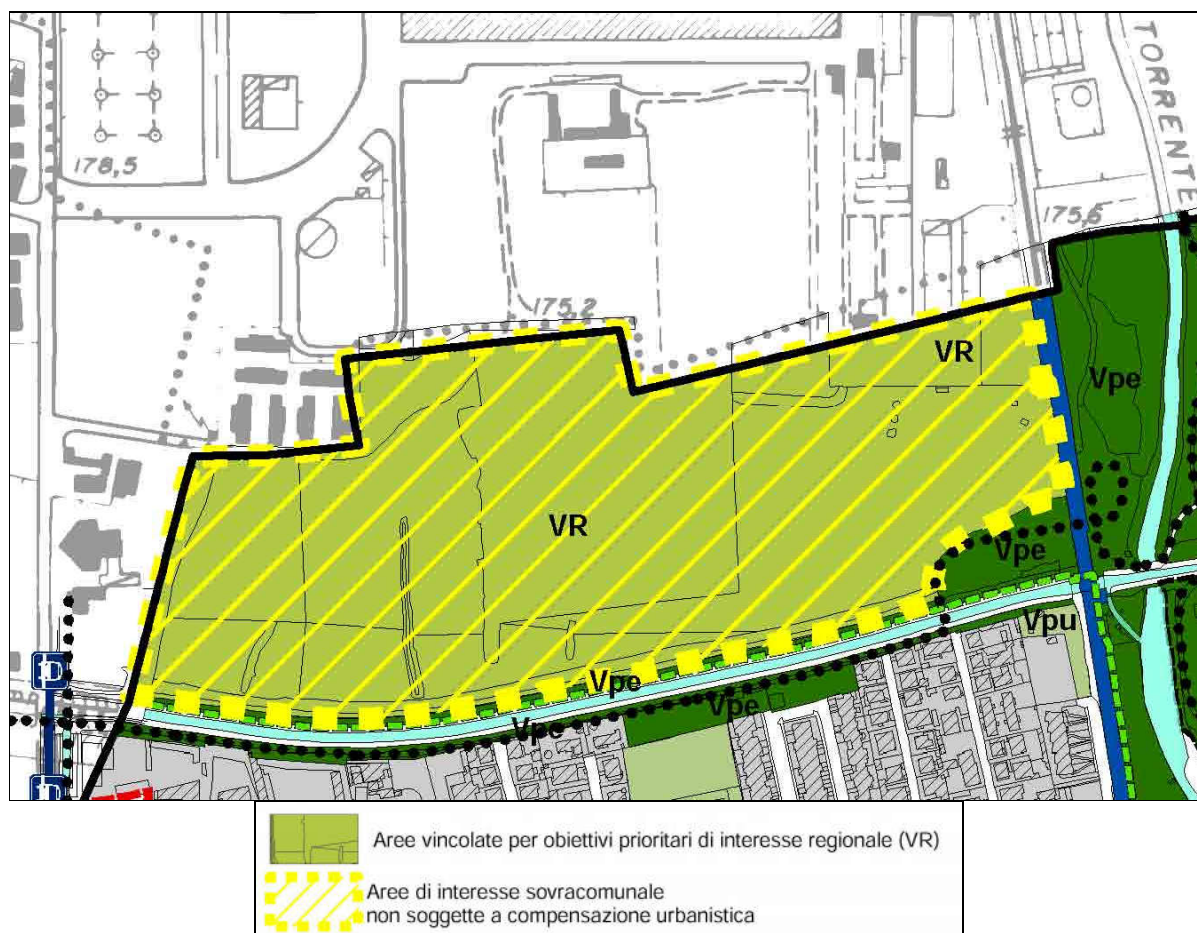 TORRENTE
178,5
175,6
175,2
VR
Vpe
VR
Vpe
Vpu
Vpe
Vpe
Vpe
Aree vincolate per obiettivi prioritari di interesse regionale (VR)
Aree di interesse sovracomunale
non soggette a compensazione urbanistica